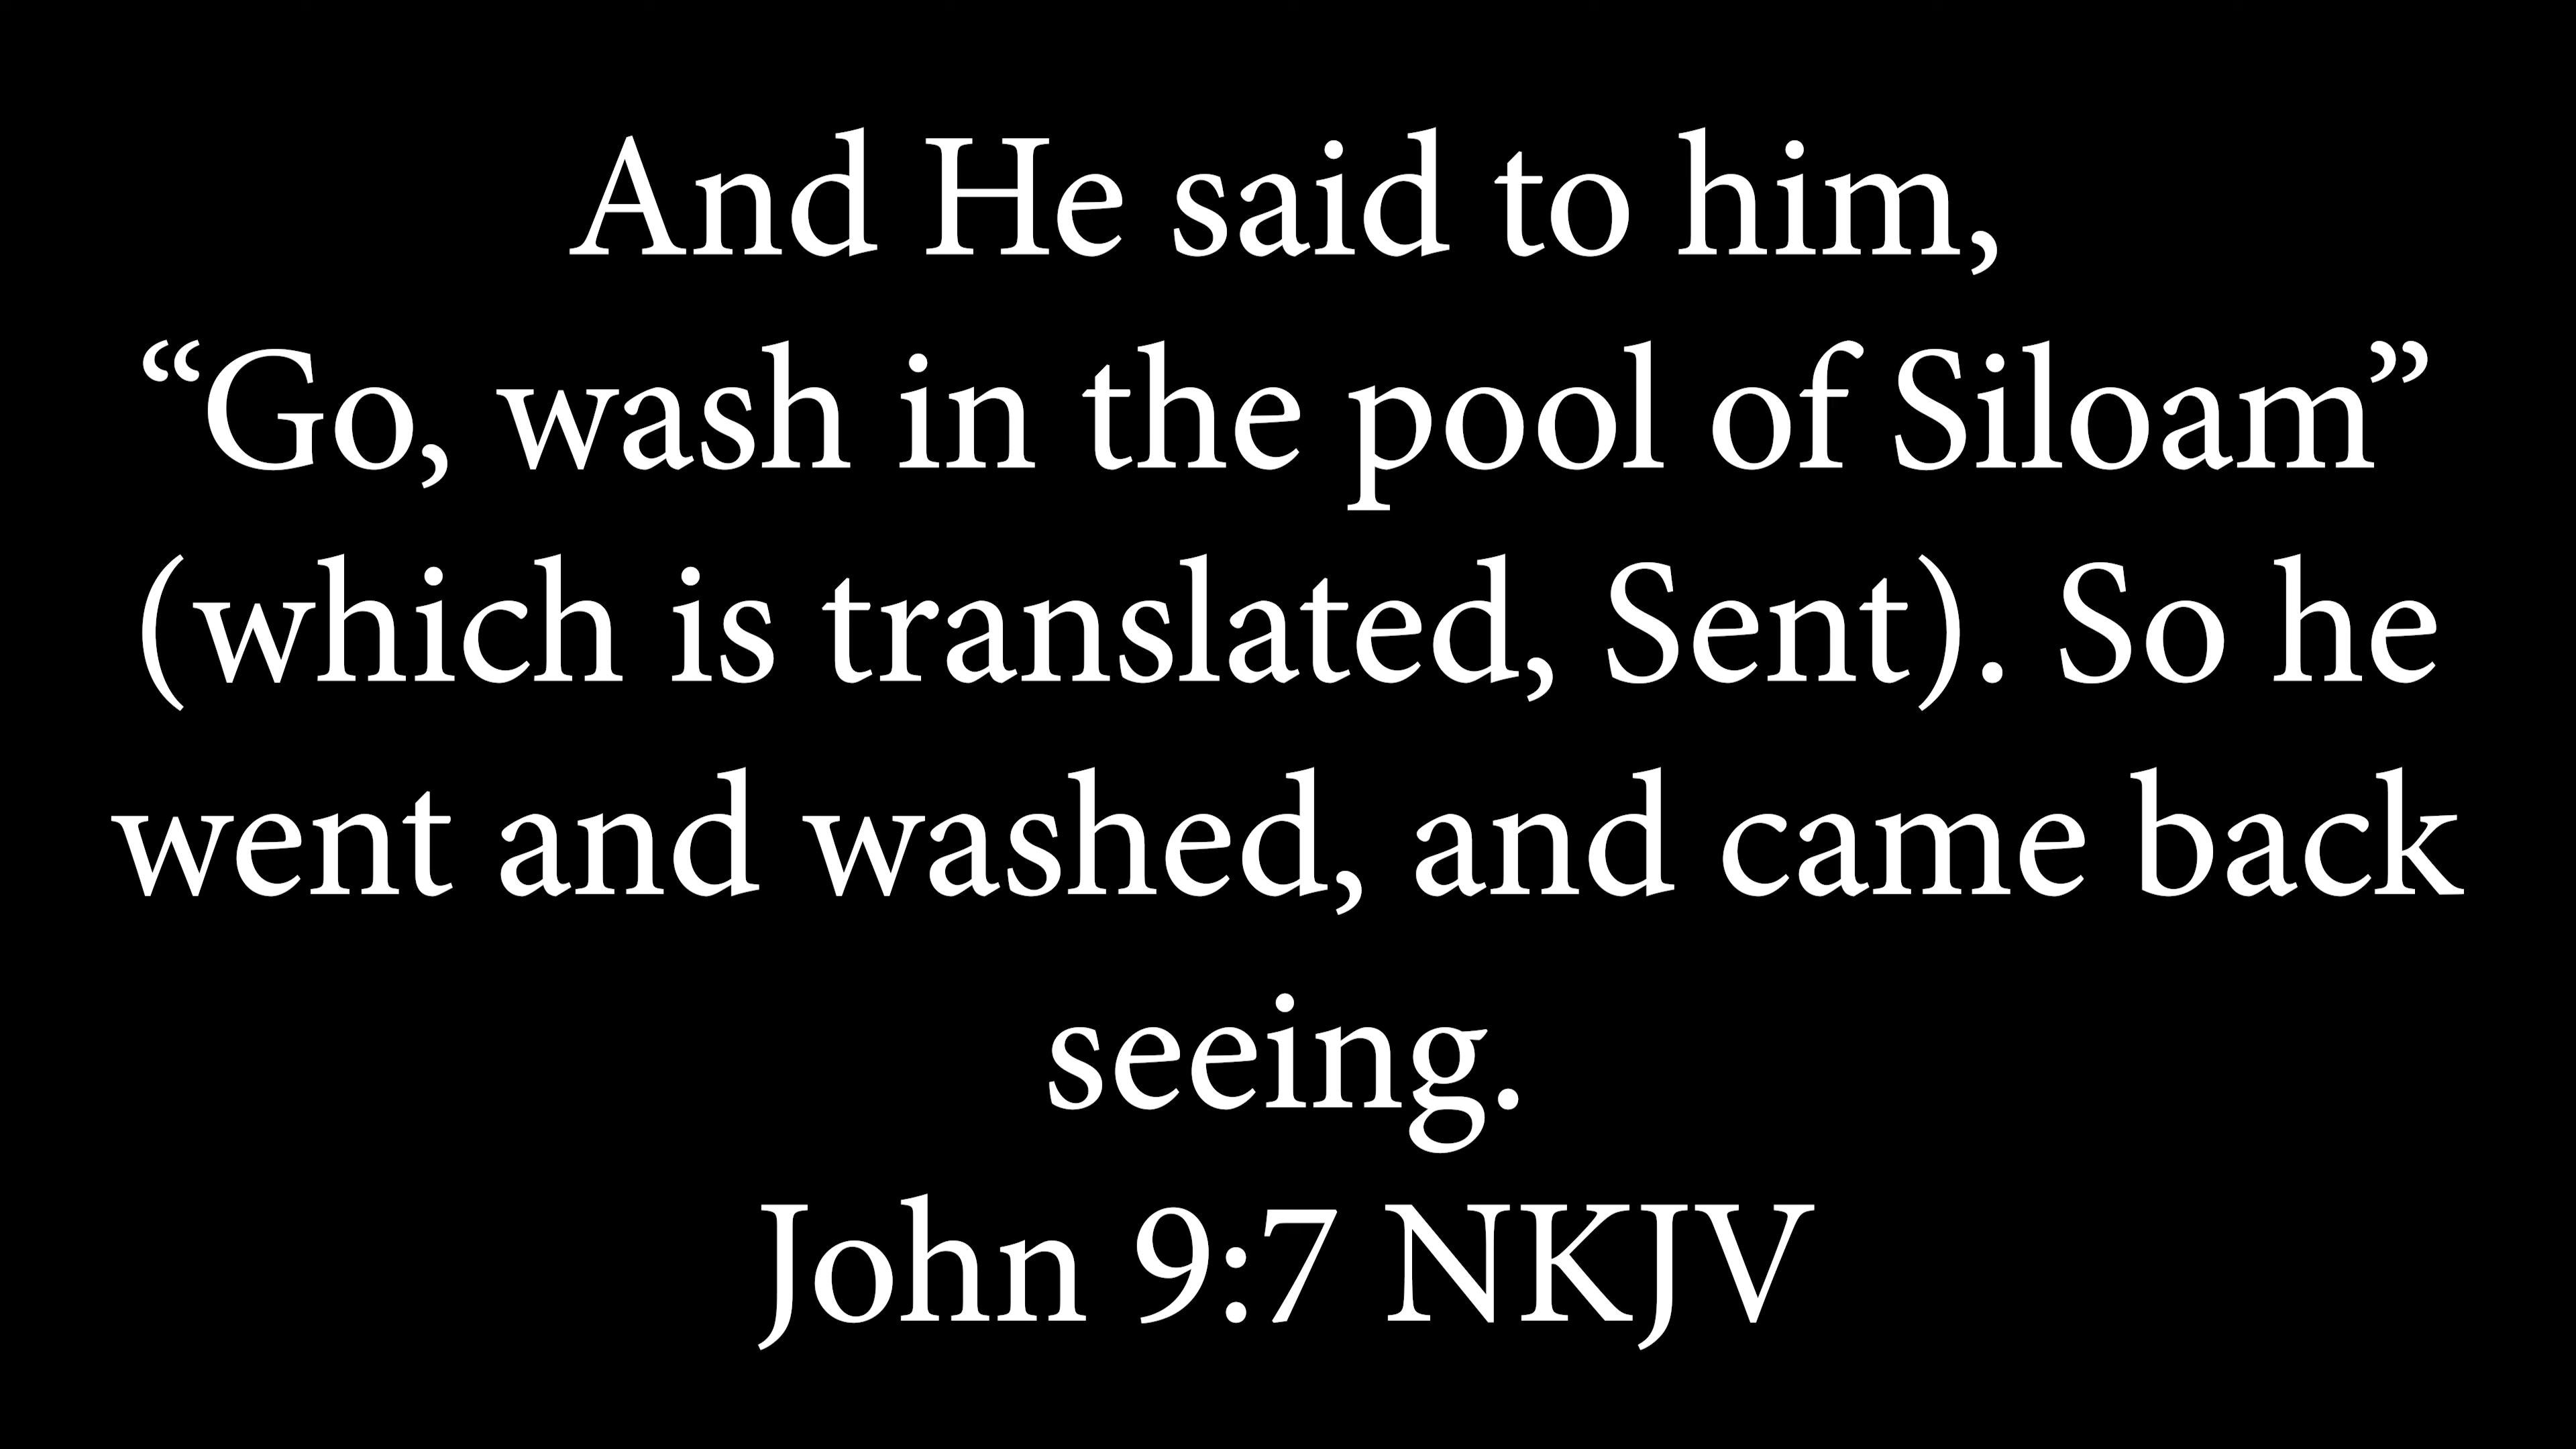 And He said to him,
“Go, wash in the pool of Siloam”
(which is translated, Sent). So he
went and washed, and came back
seeing.
John 9:7 NKJV